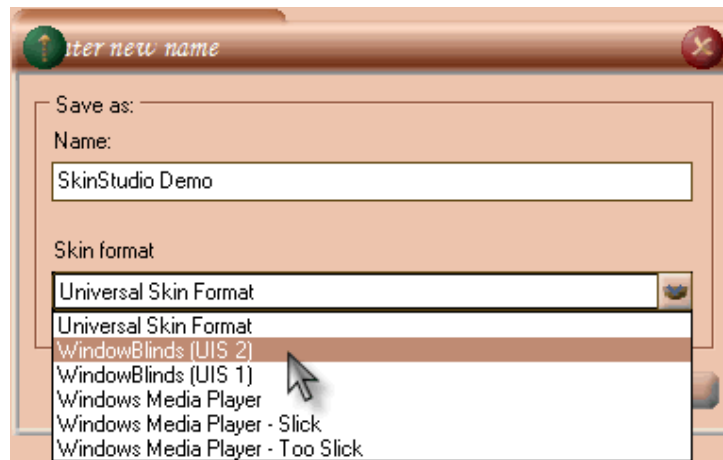 nter new name
Save as:
Name:
SkinStudio Demo
Skin format
Universal Skin Format
Universal Skin Format
WindowBlinds (UIS 2)
WindowBlinds (UIS 1)
Windows Media Player
Windows Media Player - Slick
Windows Media Player - Too Slick